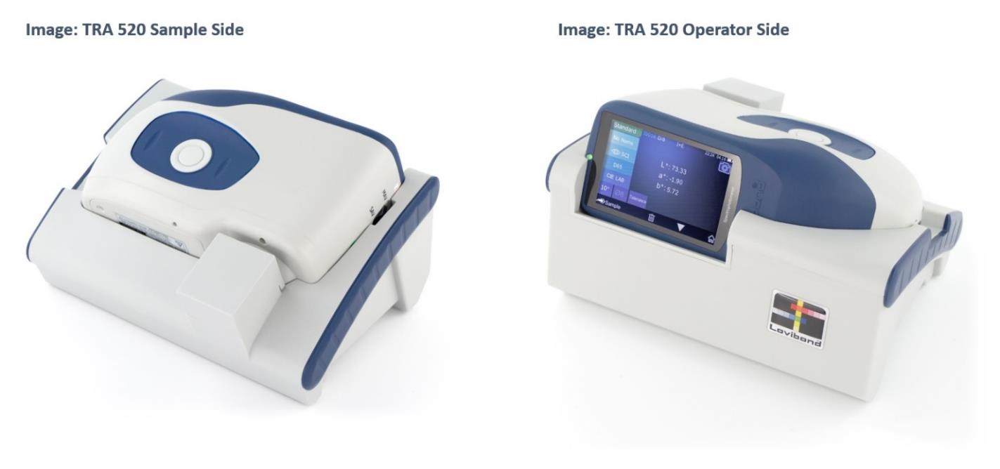 Image: TRA 520 Sample Side
Image: TRA 520 Operator Side
Standard
D/8
I+E
No Name
SCI
D65
CIE LAB
10°
Tolerance
L*: 73.33
a*: -1.90
b*: 5.72
Sample
Lovibond